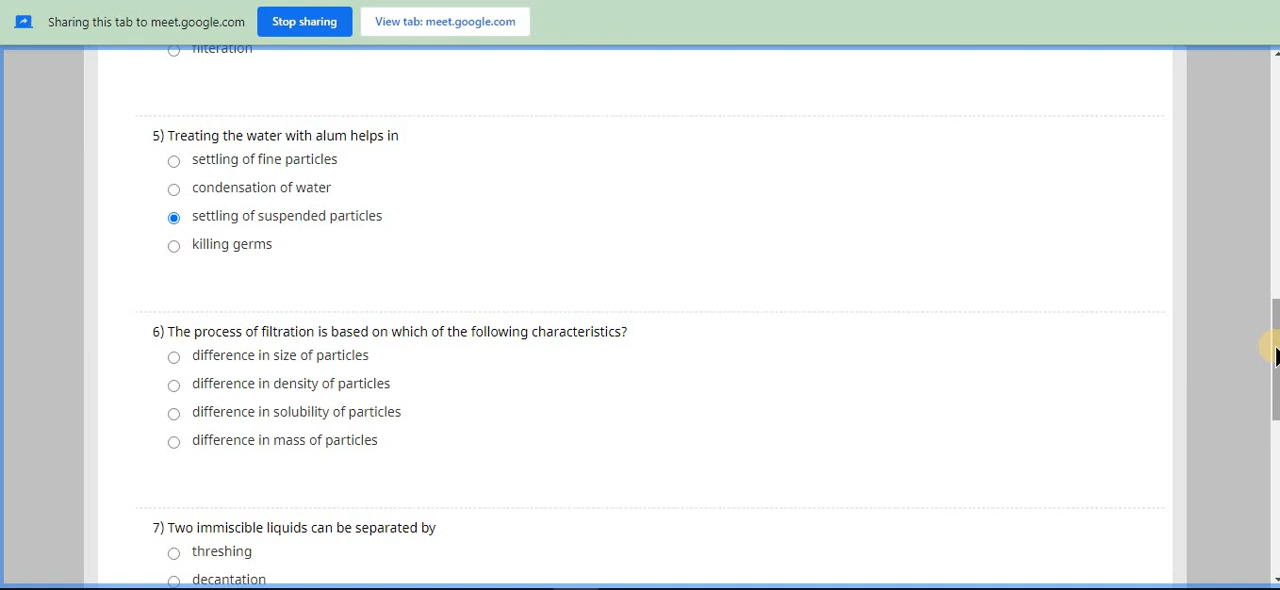 Sharing this tab to meet.google.com
Stop sharing
View tab: meet.google.com
filteration
5) Treating the water with alum helps in
settling of fine particles
condensation of water
settling of suspended particles
killing germs
6) The process of filtration is based on which of the following characteristics?
difference in size of particles
difference in density of particles
difference in solubility of particles
difference in mass of particles
7) Two immiscible liquids can be separated by
threshing
decantation